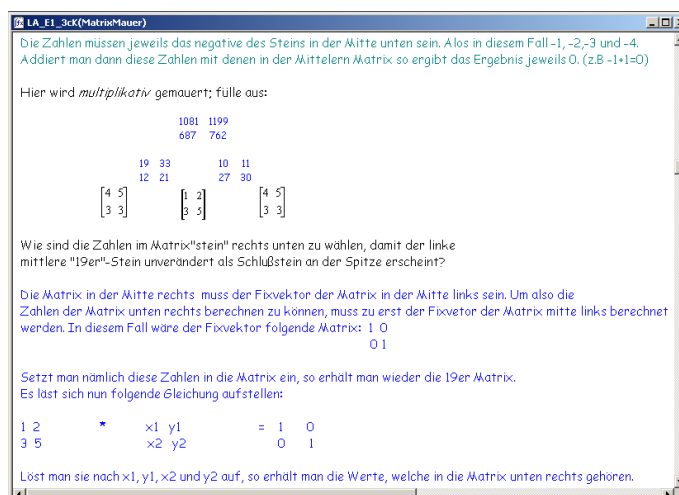 LA_E1_3cK(MatrixMauer)
Die Zahlen müssen jeweils das negative des Steins in der Mitte unten sein. Alos in diesem Fall -1, -2,-3 und -4.
Addiert man dann diese Zahlen mit denen in der Mittelern Matrix so ergibt das Ergebnis jeweils 0. (z.B -1+1=0)
Hier wird multiplikativ gemauert; fülle aus:
1081 1199
687 762
19 33 10 11
12 21 27 30
4 5 1 2 4 5
3 3 3 5 3 3
Wie sind die Zahlen im Matrix"stein" rechts unten zu wählen, damit der linke
mittlere "19er"-Stein unverändert als Schlußstein an der Spitze erscheint?
Die Matrix in der Mitte rechts muss der Fixvektor der Matrix in der Mitte links sein. Um also die
Zahlen der Matrix unten rechts berechnen zu können, muss zu erst der Fixvetor der Matrix mitte links berechnet
werden. In diesem Fall wäre der Fixvektor folgende Matrix: 1 0
0 1
Setzt man nämlich diese Zahlen in die Matrix ein, so erhält man wieder die 19er Matrix.
Es läst sich nun folgende Gleichung aufstellen:
1 2 * x1 y1 = 1 0
3 5 x2 y2 0 1
Löst man sie nach x1, y1, x2 und y2 auf, so erhält man die Werte, welche in die Matrix unten rechts gehören.